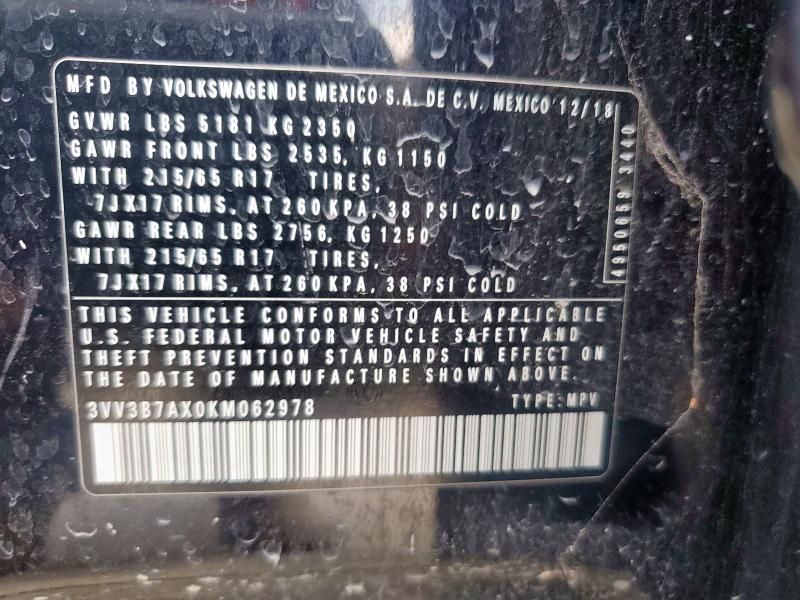 MFD BY VOLKSWAGEN DE MEXICO S.A. DE C.V. MEXICO 12/18
GVWR LBS 5181 KG 2350
GAWR FRONT LBS 2535, KG 1150
WITH 215/65 R17 TIRES,
7JX17 RIMS, AT 260 KPA, 38 PSI COLD
GAWR REAR LBS 2756, KG 1250
WITH 215/65 R17 TIRES,
7JX17 RIMS, AT 260 KPA, 38 PSI COLD
4950669 3440
THIS VEHICLE CONFORMS TO ALL APPLICABLE
U.S. FEDERAL MOTOR VEHICLE SAFETY AND
THEFT PREVENTION STANDARDS IN EFFECT ON
THE DATE OF MANUFACTURE SHOWN ABOVE.
3VV3B7AX0KM062978 TYPE: MPV